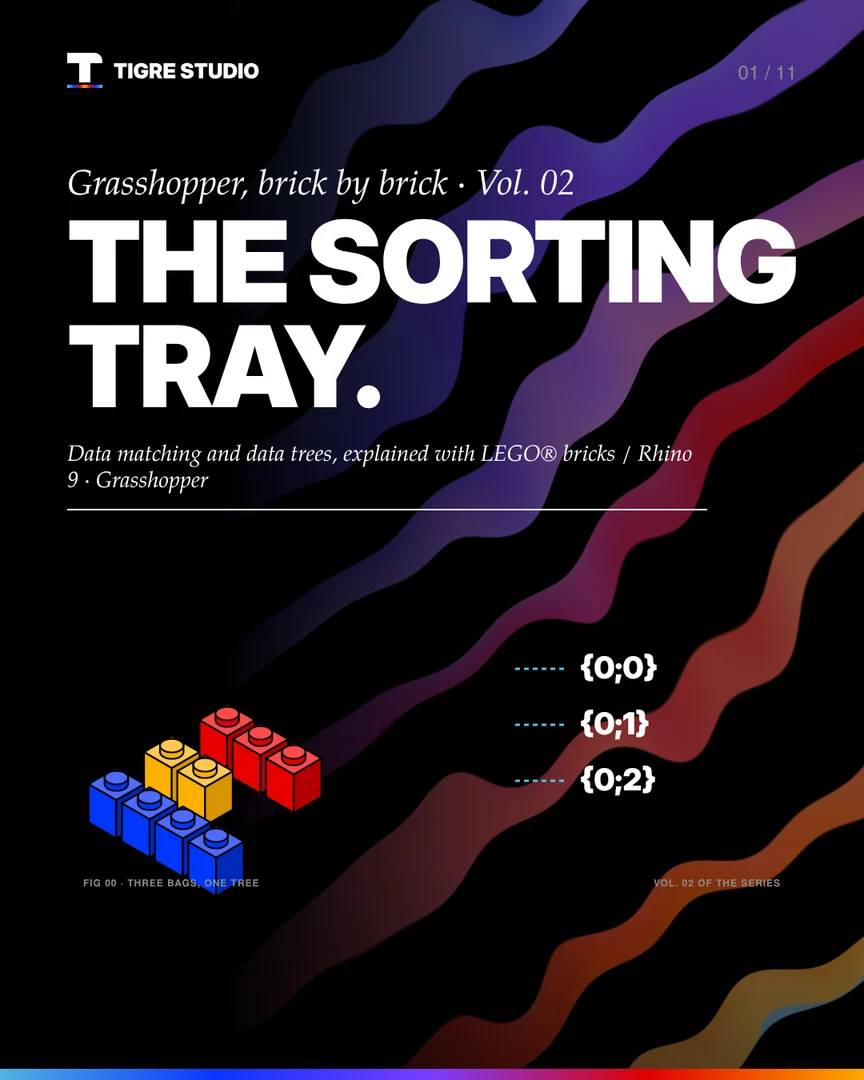 TIGRE STUDIO
01 / 11
Grasshopper, brick by brick · Vol. 02
THE SORTING
TRAY.
Data matching and data trees, explained with LEGO® bricks / Rhino
9 · Grasshopper
{0;0}
{0;1}
{0;2}
FIG 00 · THREE BAGS, ONE TREE
VOL. 02 OF THE SERIES